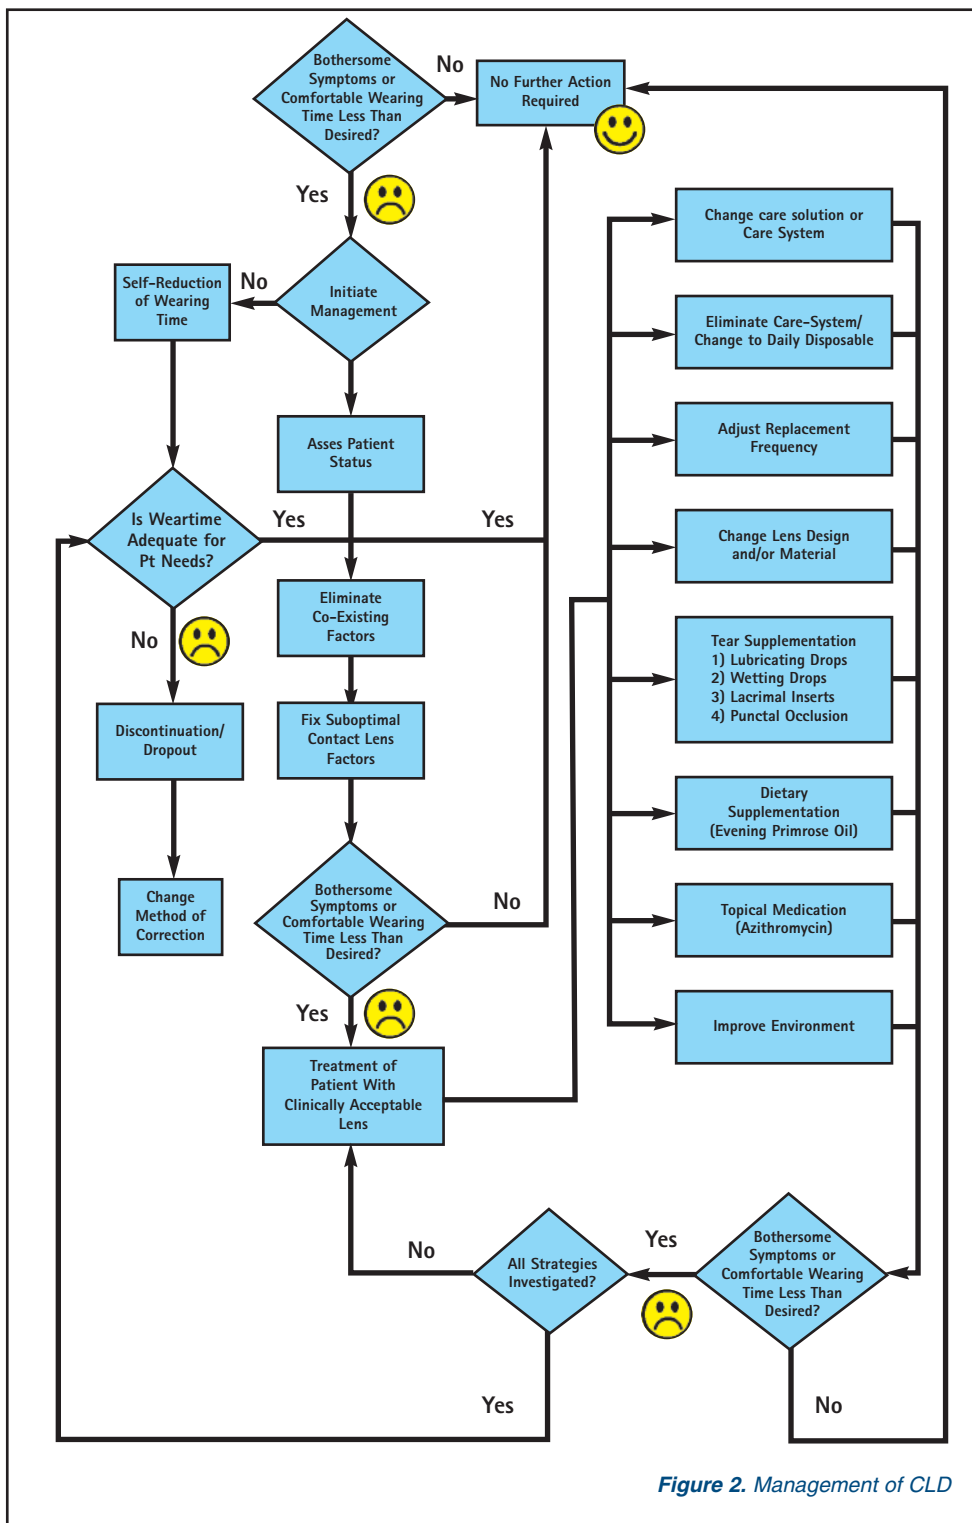 Bothersome
Symptoms or
Comfortable Wearing
Time Less Than
Desired?
No
No Further Action
Required
Yes
Initiate
Management
No
Self-Reduction
of Wearing
Time
Asses Patient
Status
Is Weartime
Adequate for
Pt Needs?
Yes
Yes
No
Discontinuation/
Dropout
Change
Method of
Correction
Eliminate
Co-Existing
Factors
Fix Suboptimal
Contact Lens
Factors
Bothersome
Symptoms or
Comfortable Wearing
Time Less Than
Desired?
No
Yes
Treatment of
Patient With
Clinically Acceptable
Lens
Change care solution or
Care System
Eliminate Care-System/
Change to Daily Disposable
Adjust Replacement
Frequency
Change Lens Design
and/or Material
Tear Supplementation
1) Lubricating Drops
2) Wetting Drops
3) Lacrimal Inserts
4) Punctal Occlusion
Dietary
Supplementation
(Evening Primrose Oil)
Topical Medication
(Azithromycin)
Improve Environment
Bothersome
Symptoms or
Comfortable Wearing
Time Less Than
Desired?
Yes
No
All Strategies
Investigated?
No
Yes
Figure 2. Management of CLD